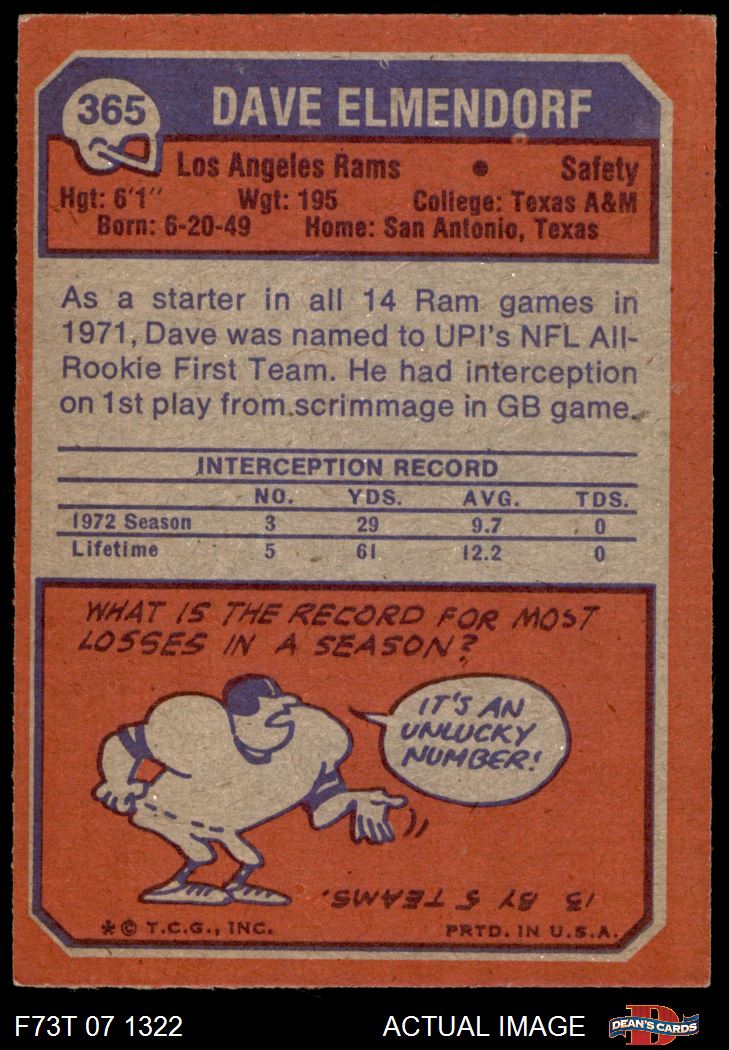 365
DAVE ELMENDORF
Los Angeles Rams • Safety
Hgt: 6'1" Wgt: 195 College: Texas A&M
Born: 6-20-49 Home: San Antonio, Texas
As a starter in all 14 Ram games in
1971, Dave was named to UPI's NFL All-
Rookie First Team. He had interception
on 1st play from scrimmage in GB game.
INTERCEPTION RECORD
NO. YDS. AVG. TDS.
1972 Season 3 29 9.7 0
Lifetime 5 61 12.2 0
WHAT IS THE RECORD FOR MOST
LOSSES IN A SEASON?
IT'S AN
UNLUCKY
NUMBER!
13 BY 5 TEAMS.
*© T.C.G., INC. PRTD. IN U.S.A.
F73T 07 1322 ACTUAL IMAGE
D
DEAN'S CARDS